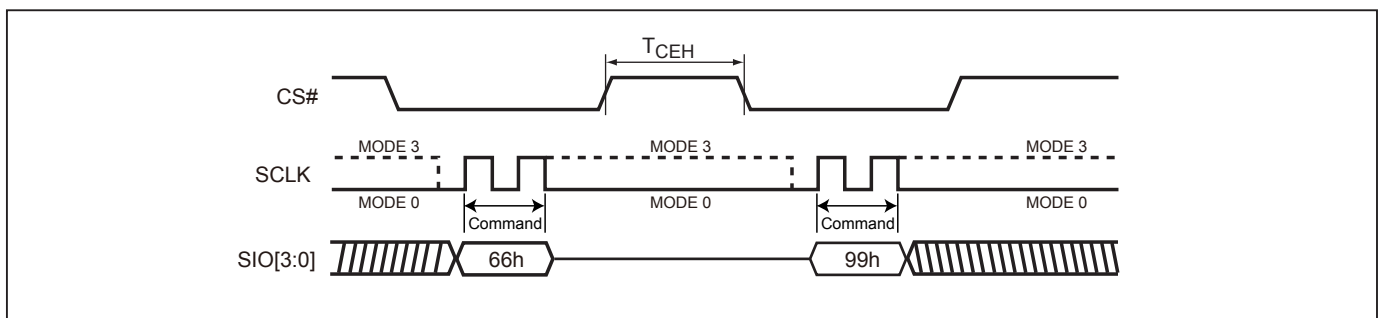 TCEH
CS#
MODE 3 MODE 3 MODE 3
SCLK
MODE 0 MODE 0 MODE 0
Command Command
SIO[3:0] 66h 99h